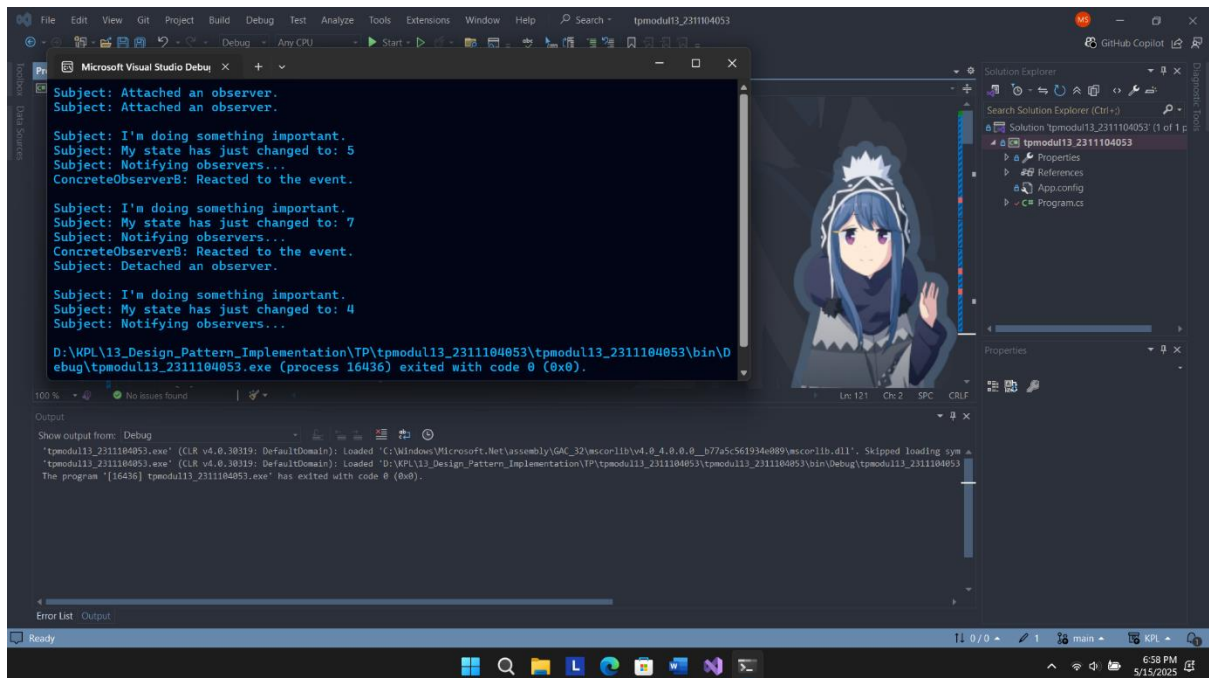 File Edit View Git Project Build Debug Test Analyze Tools Extensions Window Help Search tpmodul13_2311104053 MS
Debug Any CPU Start GitHub Copilot
Microsoft Visual Studio Debug
Toolbox
Data Sources
Subject: Attached an observer.
Subject: Attached an observer.
Subject: I'm doing something important.
Subject: My state has just changed to: 5
Subject: Notifying observers...
ConcreteObserverB: Reacted to the event.
Subject: I'm doing something important.
Subject: My state has just changed to: 7
Subject: Notifying observers...
ConcreteObserverB: Reacted to the event.
Subject: Detached an observer.
Subject: I'm doing something important.
Subject: My state has just changed to: 4
Subject: Notifying observers...
D:\KPL\13_Design_Pattern_Implementation\TP\tpmodul13_2311104053\tpmodul13_2311104053\bin\D
ebug\tpmodul13_2311104053.exe (process 16436) exited with code 0 (0x0).
Solution Explorer
Search Solution Explorer (Ctrl+;)
Solution 'tpmodul13_2311104053' (1 of 1 p
tpmodul13_2311104053
Properties
References
App.config
C# Program.cs
Diagnostic Tools
Properties
100 % No issues found Ln: 121 Ch: 2 SPC CRLF
Output
Show output from: Debug
'tpmodul13_2311104053.exe' (CLR v4.0.30319: DefaultDomain): Loaded 'C:\Windows\Microsoft.Net\assembly\GAC_32\mscorlib\v4.0_4.0.0.0__b77a5c561934e089\mscorlib.dll'. Skipped loading sym
'tpmodul13_2311104053.exe' (CLR v4.0.30319: DefaultDomain): Loaded 'D:\KPL\13_Design_Pattern_Implementation\TP\tpmodul13_2311104053\tpmodul13_2311104053\bin\Debug\tpmodul13_2311104053
The program '[16436] tpmodul13_2311104053.exe' has exited with code 0 (0x0).
Error List Output
Ready 0 / 0 1 main KPL
6:58 PM
5/15/2025